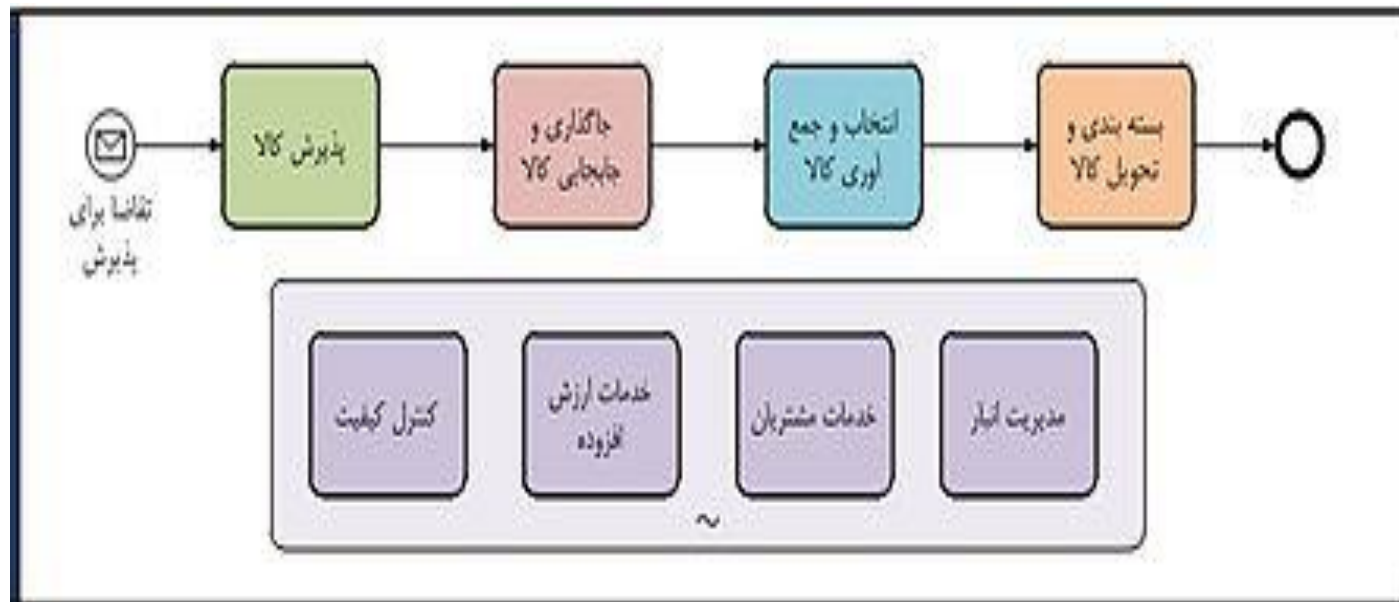 تقاضا برای
پذیرش
پذیرش کالا
جاگذاری و
جابجایی کالا
انتخاب و جمع
آوری کالا
بسته بندی و
تحویل کالا
کنترل کیفیت
خدمات ارزش
افزوده
خدمات مشتریان
مدیریت انبار
~